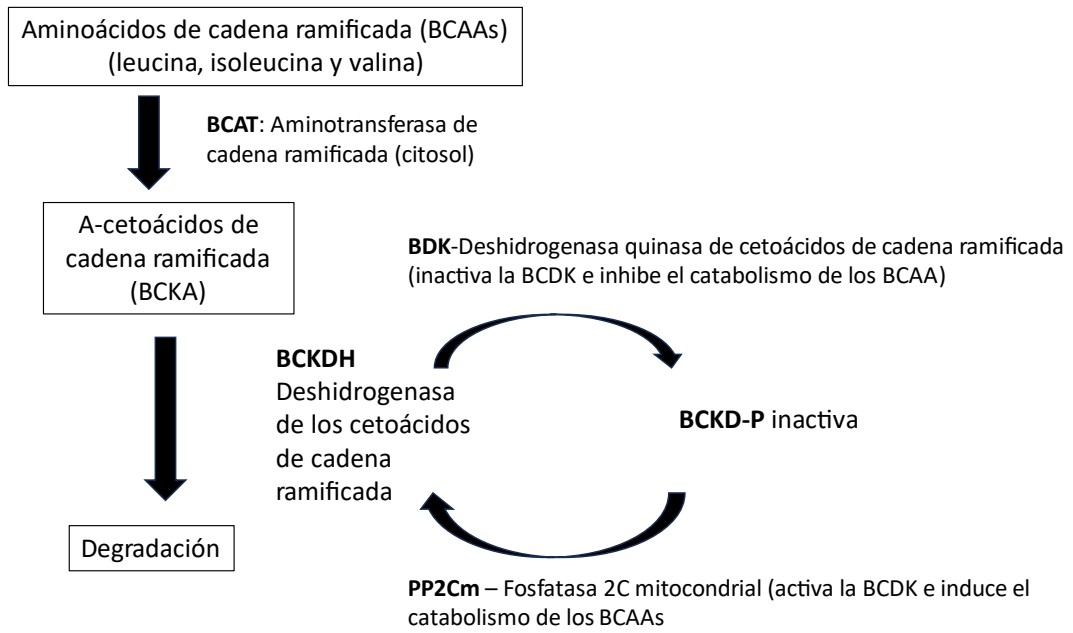 Aminoácidos de cadena ramificada (BCAAs)
(leucina, isoleucina y valina)
BCAT: Aminotransferasa de
cadena ramificada (citosol)
A-cetoácidos de
cadena ramificada
(BCKA)
BDK-Deshidrogenasa quinasa de cetoácidos de cadena ramificada
(inactiva la BCDK e inhibe el catabolismo de los BCAA)
BCKDH
Deshidrogenasa
de los cetoácidos
de cadena
ramificada
BCKD-P inactiva
Degradación
PP2Cm – Fosfatasa 2C mitocondrial (activa la BCDK e induce el
catabolismo de los BCAAs